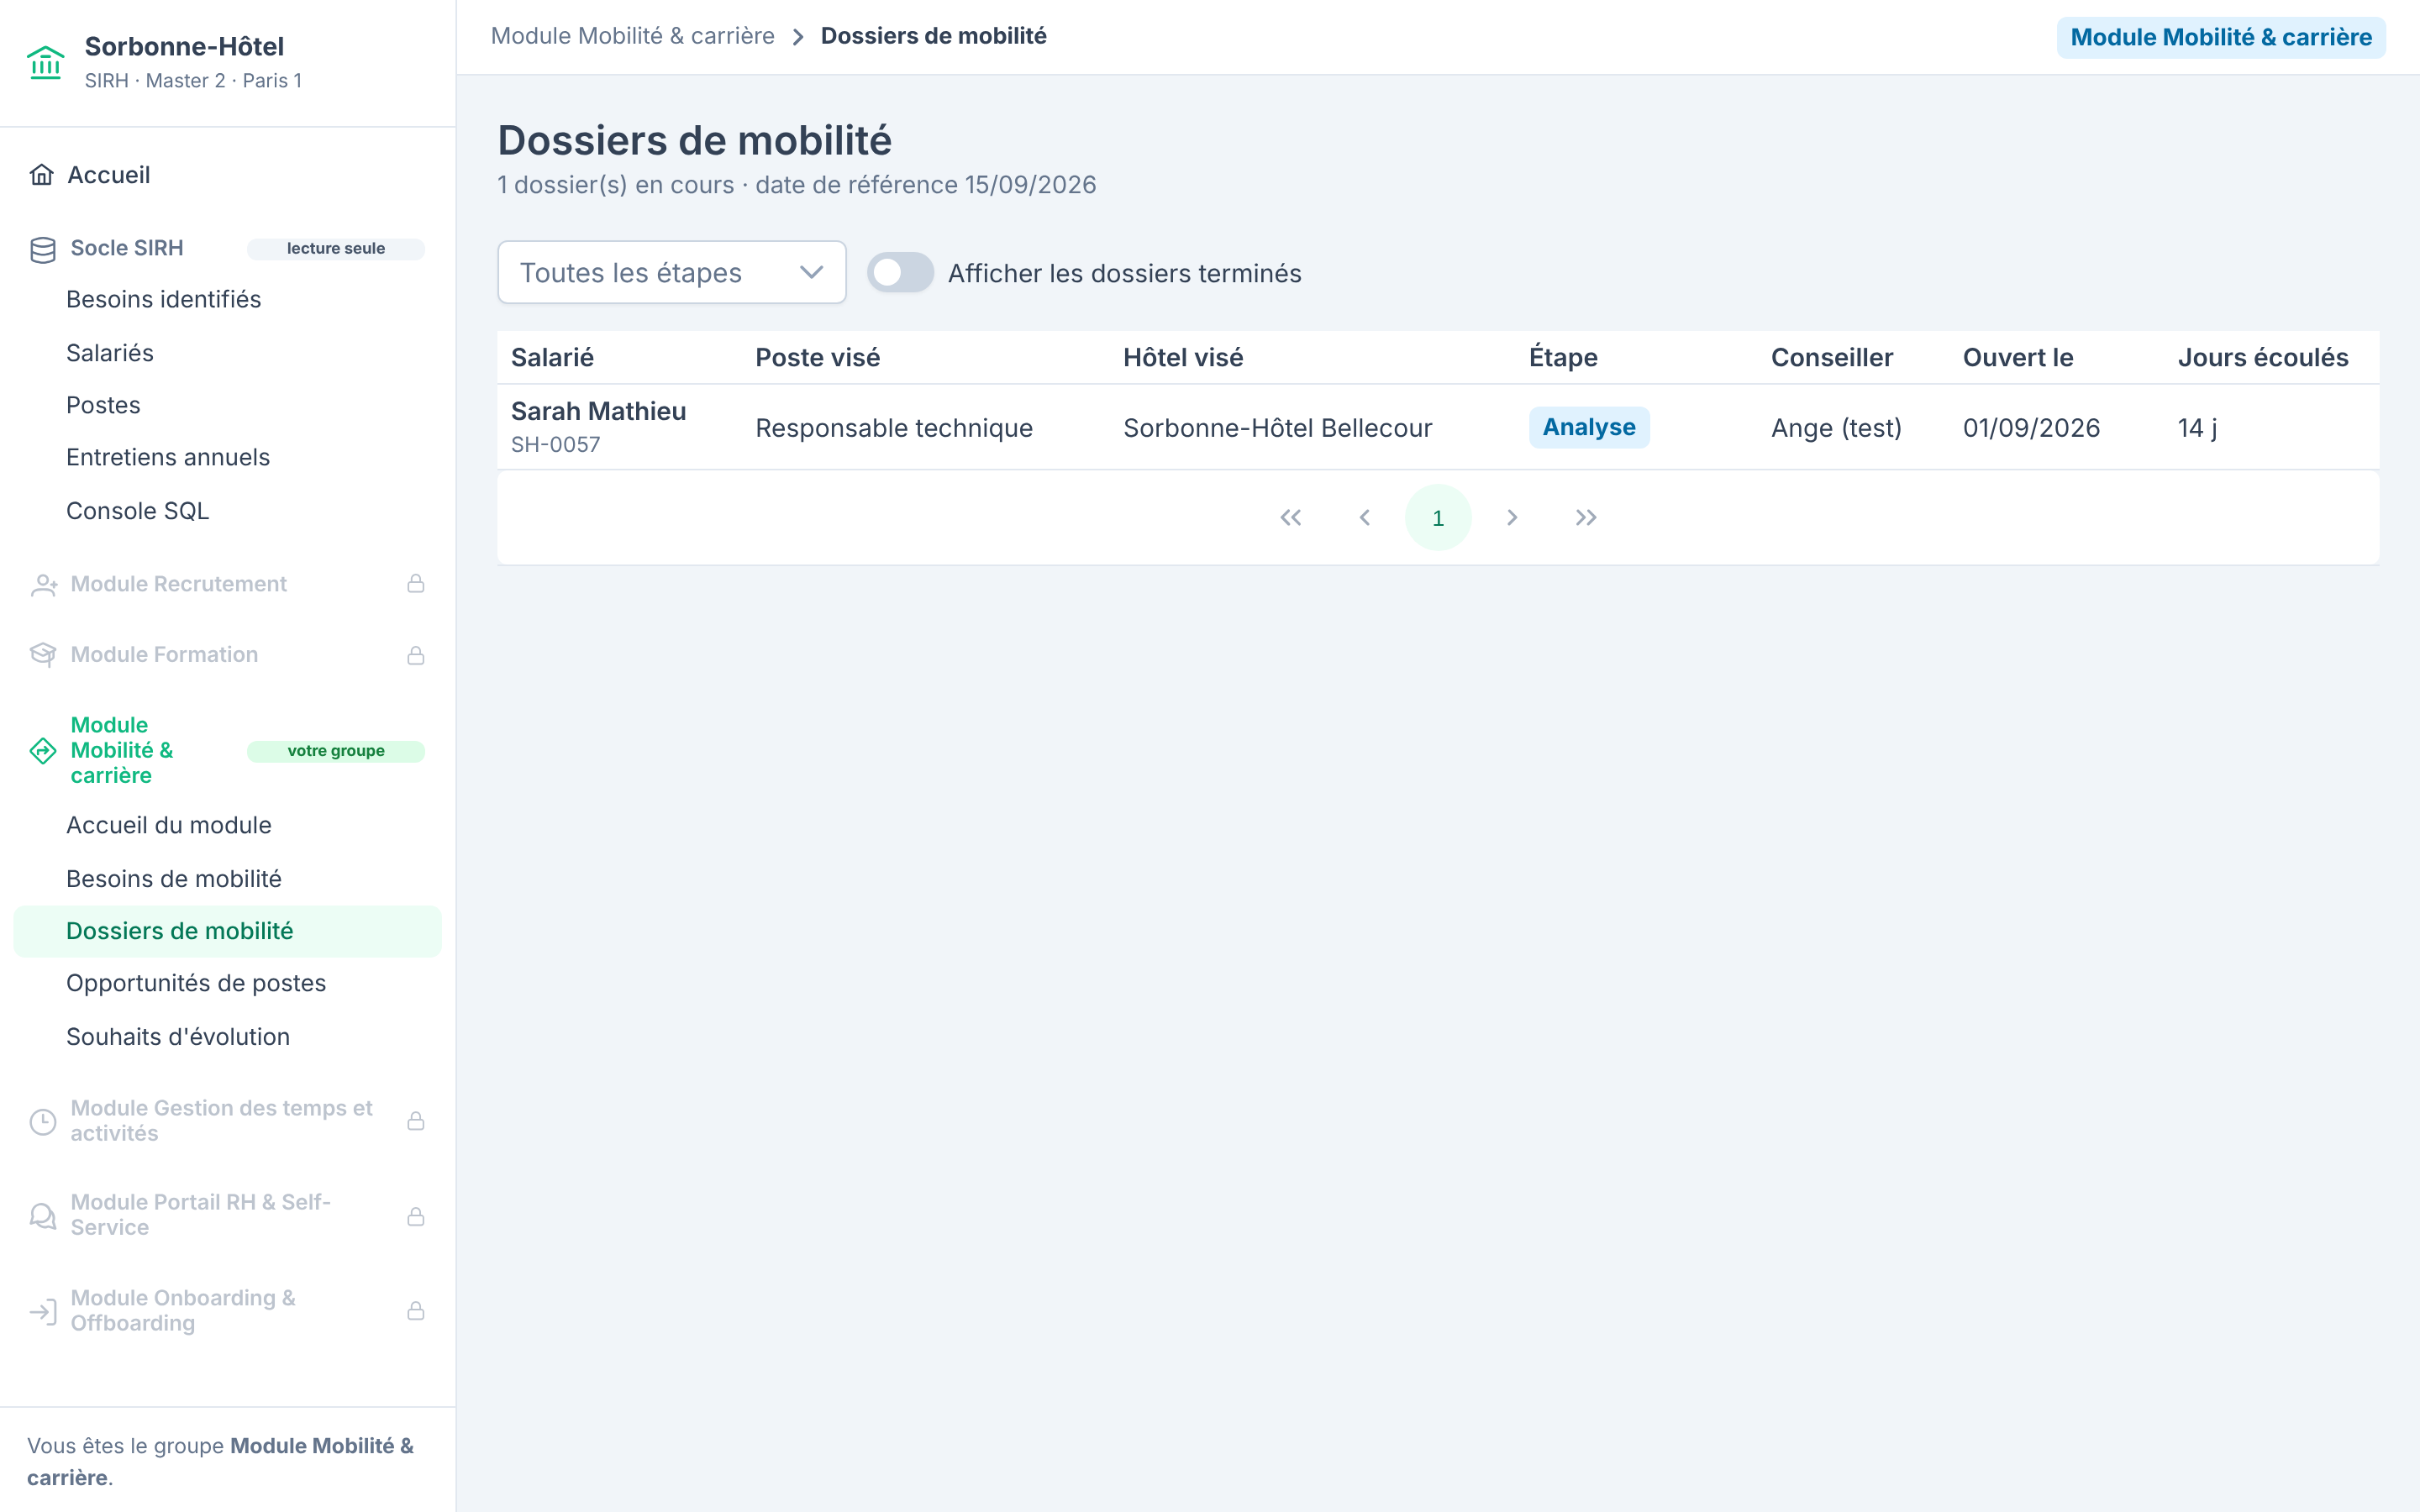 Sorbonne-Hôtel
SIRH · Master 2 · Paris 1
Accueil
Socle SIRH
lecture seule
Besoins identifiés
Salariés
Postes
Entretiens annuels
Console SQL
Module Recrutement
Module Formation
Module
Mobilité &
carrière
votre groupe
Accueil du module
Besoins de mobilité
Dossiers de mobilité
Opportunités de postes
Souhaits d'évolution
Module Gestion des temps et
activités
Module Portail RH & Self-
Service
Module Onboarding &
Offboarding
Vous êtes le groupe Module Mobilité &
carrière.
Module Mobilité & carrière > Dossiers de mobilité
Module Mobilité & carrière
Dossiers de mobilité
1 dossier(s) en cours · date de référence 15/09/2026
Toutes les étapes
Afficher les dossiers terminés
Salarié Poste visé Hôtel visé Étape Conseiller Ouvert le Jours écoulés
Sarah Mathieu
SH-0057
Responsable technique Sorbonne-Hôtel Bellecour Analyse Ange (test) 01/09/2026 14 j
1